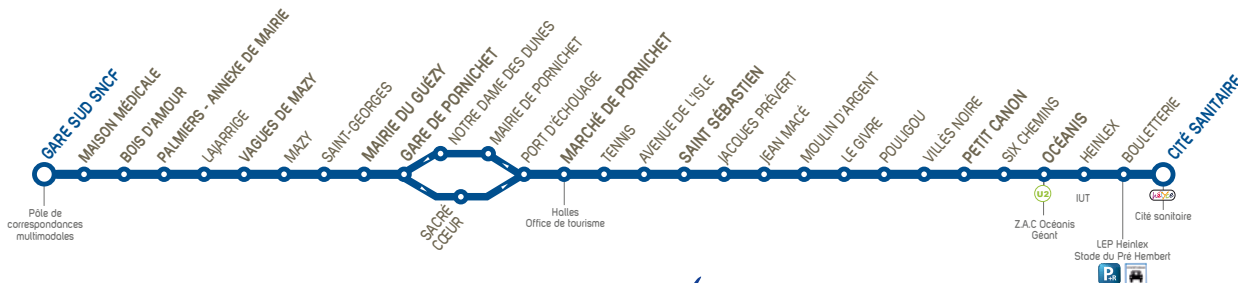 GARE SUD SNCF
MAISON MÉDICALE
BOIS D'AMOUR
PALMIERS - ANNEXE DE MAIRIE
LAJARRIGE
VAGUES DE MAZY
MAZY
SAINT-GEORGES
MAIRIE DU GUÉZY
GARE DE PORNICHET
NOTRE DAME DES DUNES
MAIRIE DE PORNICHET
SACRÉ
CŒUR
PORT D'ÉCHOUAGE
MARCHÉ DE PORNICHET
TENNIS
AVENUE DE L'ISLE
SAINT SÉBASTIEN
JACQUES PRÉVERT
JEAN MACÉ
MOULIN D'ARGENT
LE GIVRE
POULIGOU
VILLÈS NOIRE
PETIT CANON
SIX CHEMINS
OCÉANIS
HEINLEX
BOULETTERIE
CITÉ SANITAIRE
Pôle de
correspondances
multimodales
Halles
Office de tourisme
U2
Z.A.C Océanis
Géant
IUT
LEP Heinlex
Stade du Pré Hembert
P+R
hélYce
Cité sanitaire